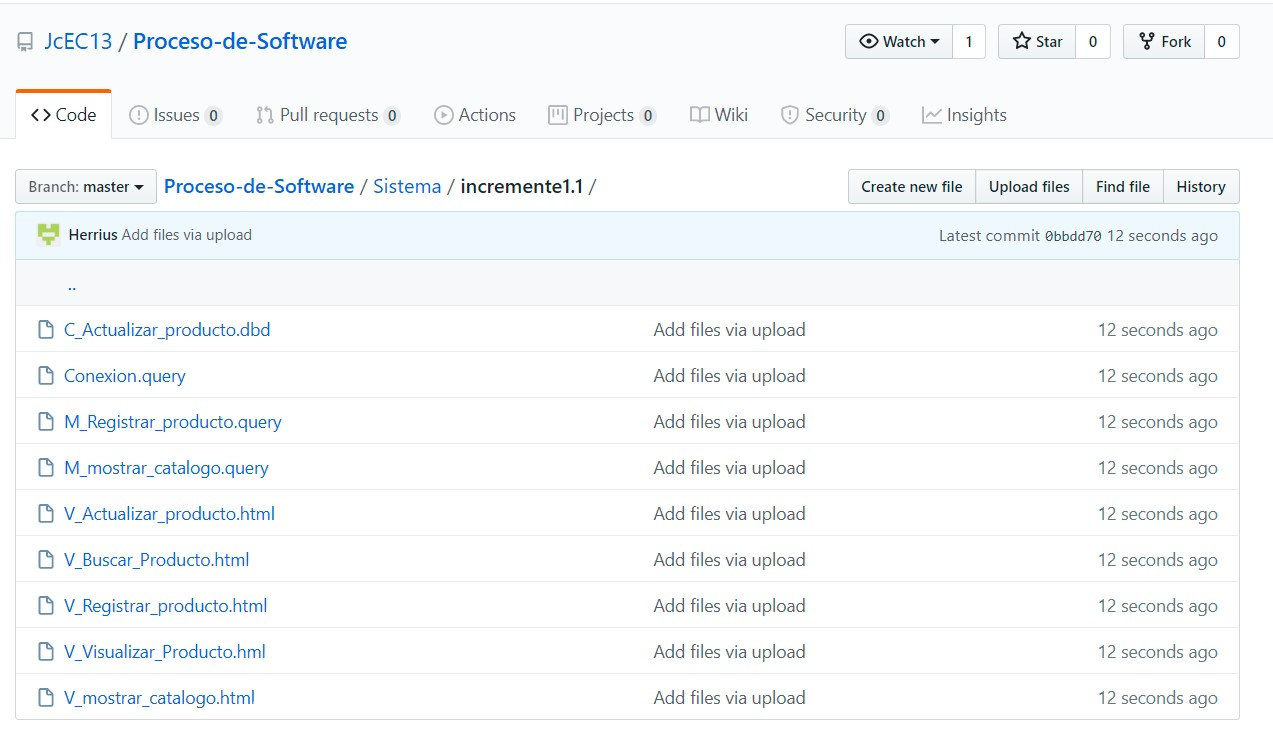 JcEC13 / Proceso-de-Software Watch 1 Star 0 Fork 0
Code Issues 0 Pull requests 0 Actions Projects 0 Wiki Security 0 Insights
Branch: master Proceso-de-Software / Sistema / incremente1.1 / Create new file Upload files Find file History
Herrius Add files via upload Latest commit 0bbdd70 12 seconds ago
..
C_Actualizar_producto.dbd Add files via upload 12 seconds ago
Conexion.query Add files via upload 12 seconds ago
M_Registrar_producto.query Add files via upload 12 seconds ago
M_mostrar_catalogo.query Add files via upload 12 seconds ago
V_Actualizar_producto.html Add files via upload 12 seconds ago
V_Buscar_Producto.html Add files via upload 12 seconds ago
V_Registrar_producto.html Add files via upload 12 seconds ago
V_Visualizar_Producto.hml Add files via upload 12 seconds ago
V_mostrar_catalogo.html Add files via upload 12 seconds ago